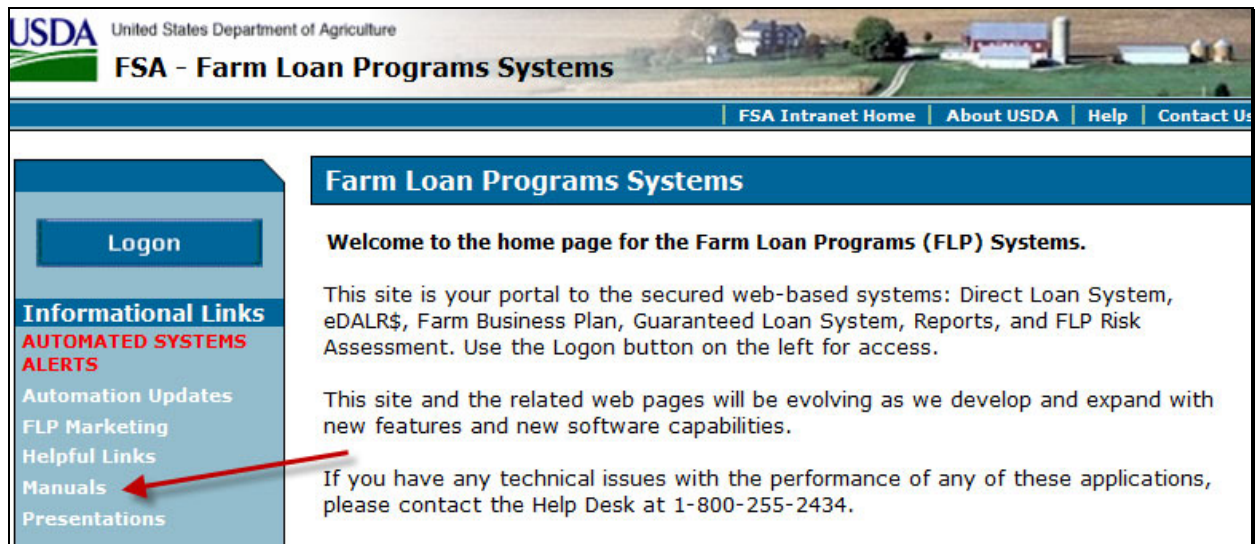 USDA
United States Department of Agriculture
FSA - Farm Loan Programs Systems
FSA Intranet Home | About USDA | Help | Contact Us
Logon
Informational Links
AUTOMATED SYSTEMS
ALERTS
Automation Updates
FLP Marketing
Helpful Links
Manuals
Presentations
Farm Loan Programs Systems
Welcome to the home page for the Farm Loan Programs (FLP) Systems.
This site is your portal to the secured web-based systems: Direct Loan System,
eDALR$, Farm Business Plan, Guaranteed Loan System, Reports, and FLP Risk
Assessment. Use the Logon button on the left for access.
This site and the related web pages will be evolving as we develop and expand with
new features and new software capabilities.
If you have any technical issues with the performance of any of these applications,
please contact the Help Desk at 1-800-255-2434.